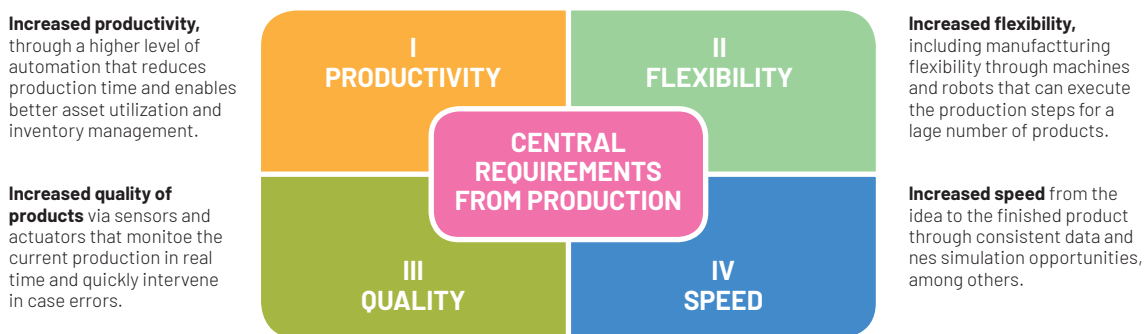 Increased productivity,
through a higher level of
automation that reduces
production time and enables
better asset utilization and
inventory management.
I
PRODUCTIVITY
II
FLEXIBILITY
Increased flexibility,
including manufactturing
flexibility through machines
and robots that can execute
the production steps for a
lage number of products.
CENTRAL
REQUIREMENTS
FROM PRODUCTION
Increased quality of
products via sensors and
actuators that monitoe the
current production in real
time and quickly intervene
in case errors.
III
QUALITY
IV
SPEED
Increased speed from the
idea to the finished product
through consistent data and
nes simulation opportunities,
among others.